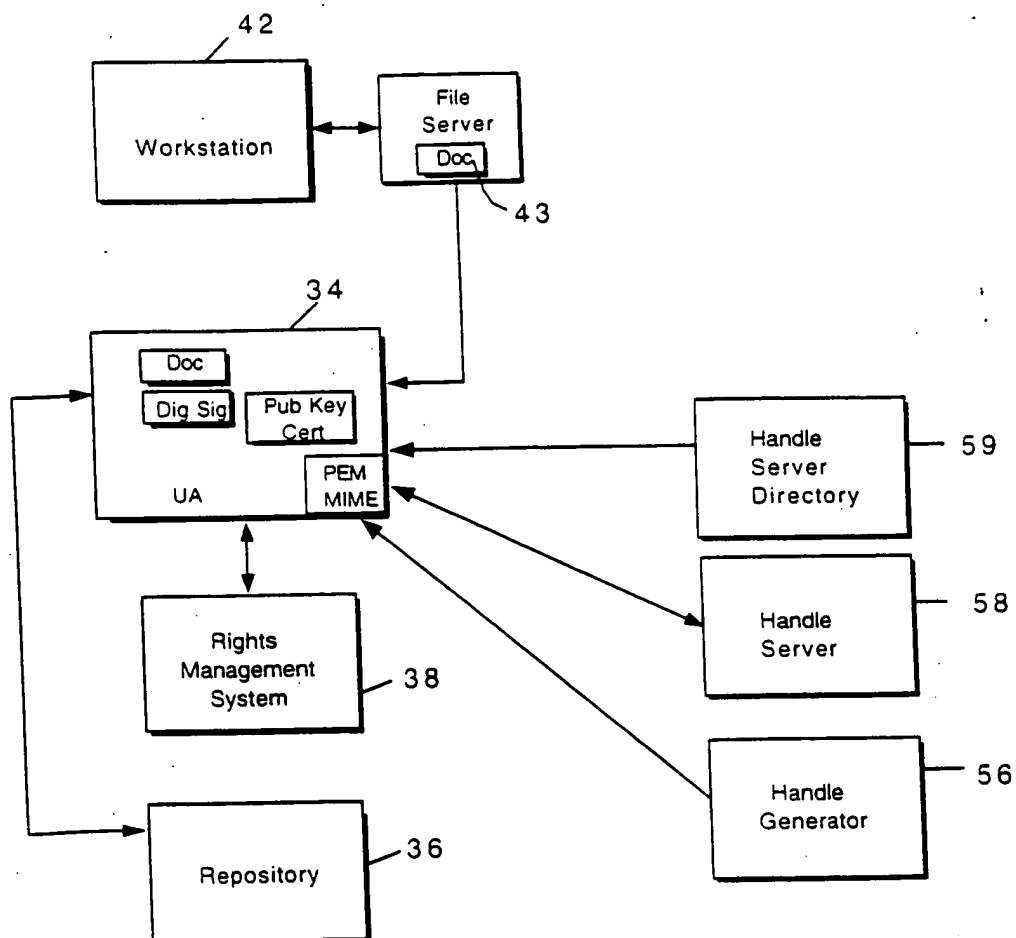 42
Workstation
File
Server
Doc
43
34
Doc
Dig Sig
Pub Key
Cert
PEM
MIME
UA
Handle
Server
Directory
59
Handle
Server
58
Rights
Management
System
38
Handle
Generator
56
Repository
36